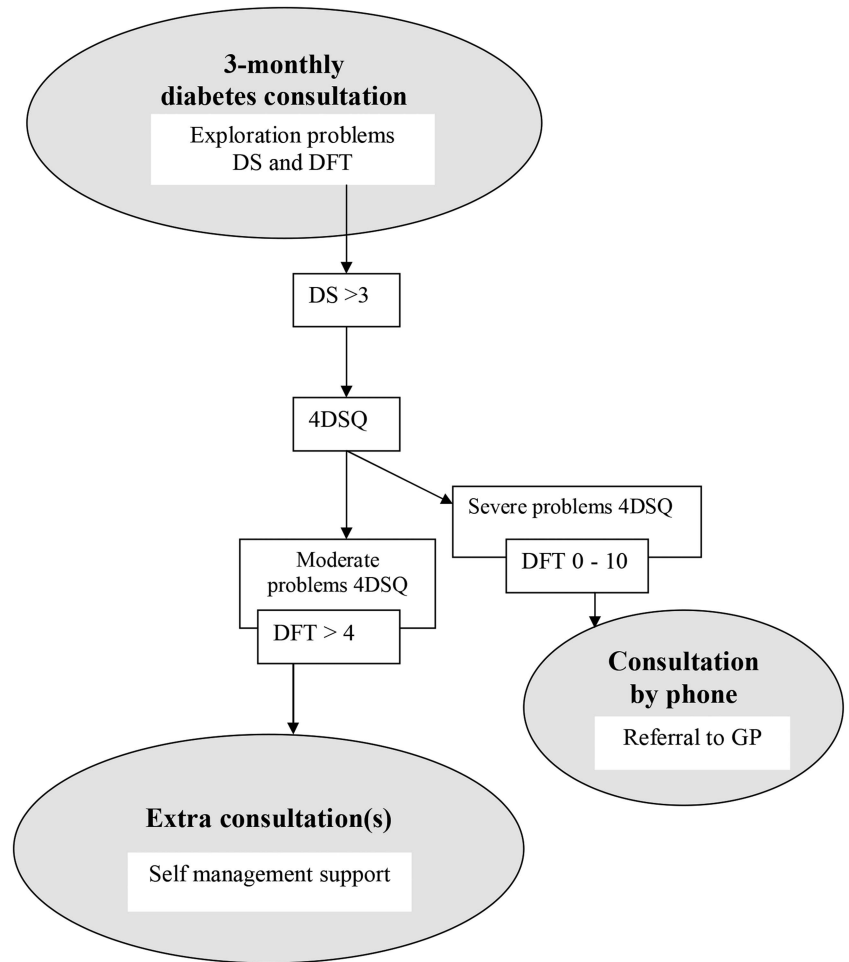 3-monthly
diabetes consultation
Exploration problems
DS and DFT
DS >3
4DSQ
Severe problems 4DSQ
DFT 0 - 10
Moderate
problems 4DSQ
DFT > 4
Consultation
by phone
Referral to GP
Extra consultation(s)
Self management support